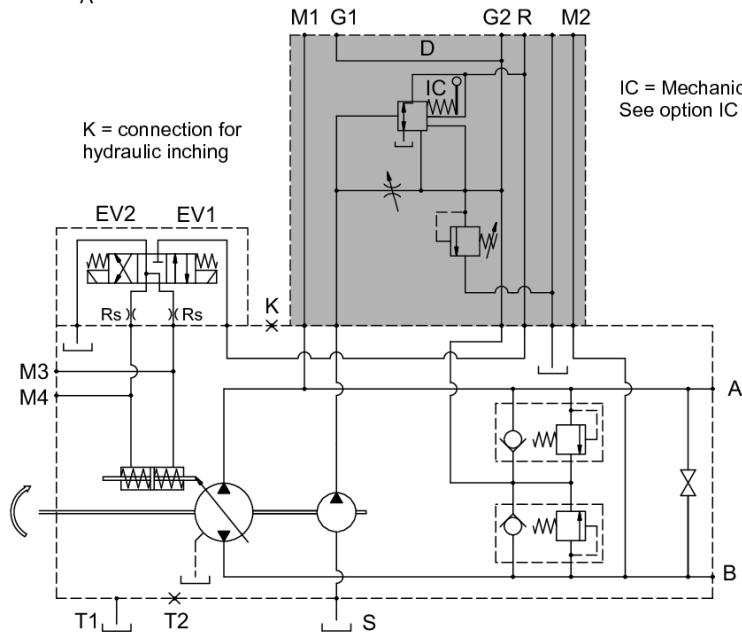 A
M1 G1 G2 R M2
D
IC
IC = Mechanic
See option IC
K = connection for
hydraulic inching
EV2 EV1
K
Rs Rs
M3
M4
A
B
T1 T2 S